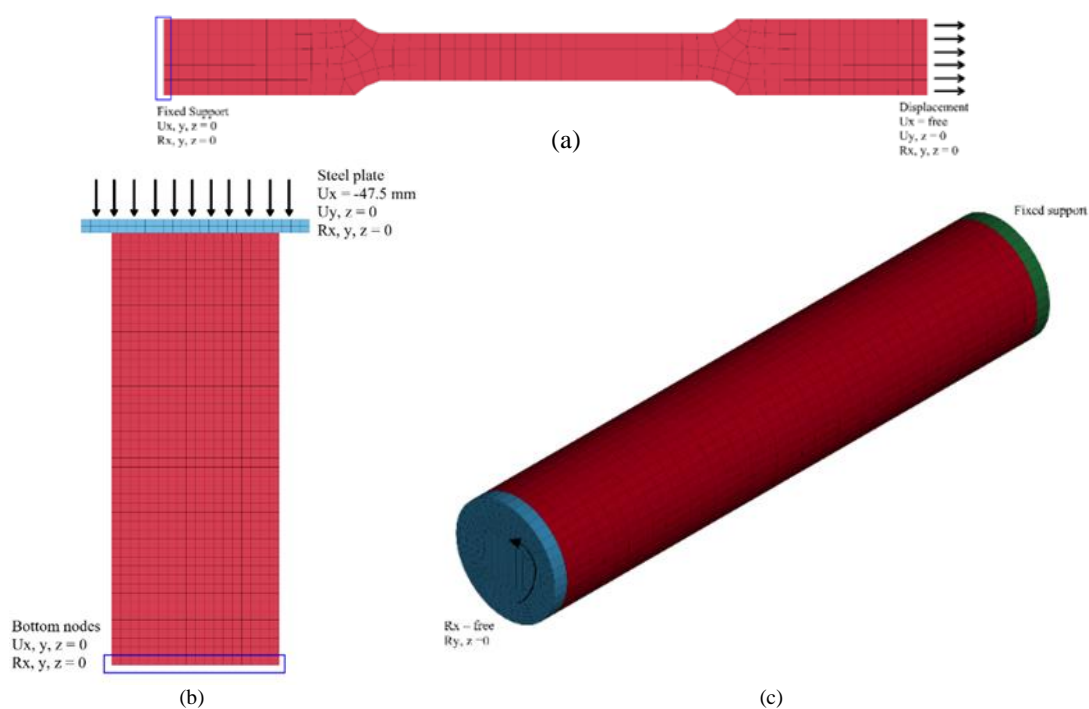 Fixed Support
Ux, y, z = 0
Rx, y, z = 0
Displacement
Ux = free
Uy, z = 0
Rx, y, z = 0
(a)
Steel plate
Ux = -47.5 mm
Uy, z = 0
Rx, y, z = 0
Bottom nodes
Ux, y, z = 0
Rx, y, z = 0
(b)
Fixed support
Rx – free
Ry, z =0
(c)